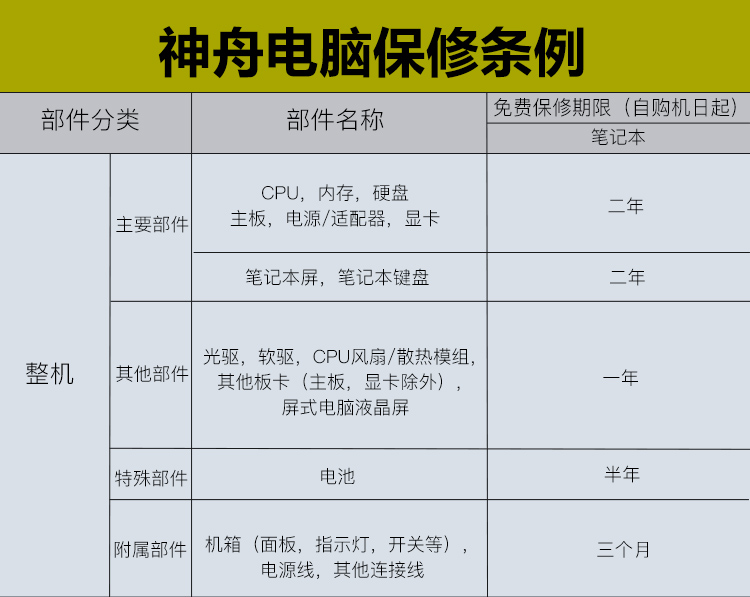 神舟电脑保修条例
部件分类
部件名称
免费保修期限（自购机日起）
笔记本
整机
主要部件
CPU，内存，硬盘
主板，电源/适配器，显卡
二年
笔记本屏，笔记本键盘
二年
其他部件
光驱，软驱，CPU风扇/散热模组，
其他板卡（主板，显卡除外），
屏式电脑液晶屏
一年
特殊部件
电池
半年
附属部件
机箱（面板，指示灯，开关等），
电源线，其他连接线
三个月